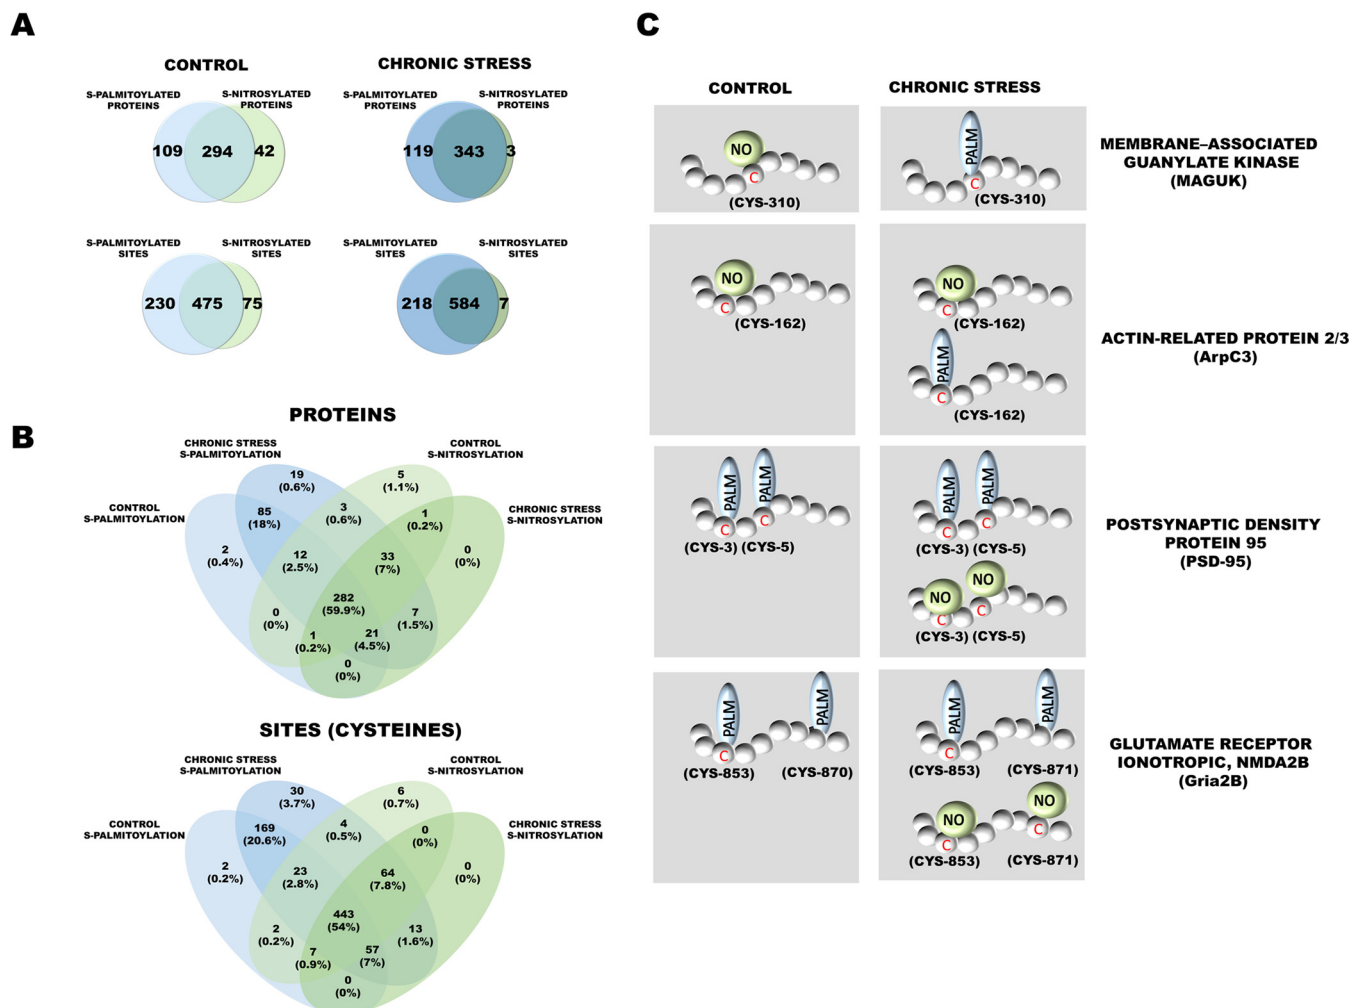 A
CONTROL
CHRONIC STRESS
S-PALMITOYLATED
PROTEINS
S-NITROSYLATED
PROTEINS
S-PALMITOYLATED
PROTEINS
S-NITROSYLATED
PROTEINS
109
294
42
119
343
3
S-PALMITOYLATED
SITES
S-NITROSYLATED
SITES
S-PALMITOYLATED
SITES
S-NITROSYLATED
SITES
230
475
75
218
584
7
B
PROTEINS
CHRONIC STRESS
S-PALMITOYLATION
CONTROL
S-NITROSYLATION
CONTROL
S-PALMITOYLATION
CHRONIC STRESS
S-NITROSYLATION
19
(0.6%)
5
(1.1%)
85
(18%)
3
(0.6%)
1
(0.2%)
2
(0.4%)
12
(2.5%)
33
(7%)
0
(0%)
282
(59.9%)
0
(0%)
7
(1.5%)
1
(0.2%)
21
(4.5%)
0
(0%)
SITES (CYSTEINES)
CHRONIC STRESS
S-PALMITOYLATION
CONTROL
S-NITROSYLATION
CONTROL
S-PALMITOYLATION
CHRONIC STRESS
S-NITROSYLATION
30
(3.7%)
6
(0.7%)
169
(20.6%)
4
(0.5%)
0
(0%)
2
(0.2%)
23
(2.8%)
64
(7.8%)
0
(0%)
443
(54%)
2
(0.2%)
13
(1.6%)
7
(0.9%)
57
(7%)
0
(0%)
C
CONTROL
CHRONIC STRESS
NO
C
(CYS-310)
PALM
C
(CYS-310)
MEMBRANE–ASSOCIATED
GUANYLATE KINASE
(MAGUK)
NO
C
(CYS-162)
NO
C
(CYS-162)
PALM
C
(CYS-162)
ACTIN-RELATED PROTEIN 2/3
(ArpC3)
PALM
PALM
C
C
(CYS-3) (CYS-5)
PALM
PALM
C
C
(CYS-3) (CYS-5)
NO
NO
C
C
(CYS-3) (CYS-5)
POSTSYNAPTIC DENSITY
PROTEIN 95
(PSD-95)
PALM
PALM
C
(CYS-853)
(CYS-870)
PALM
PALM
C
(CYS-853)
(CYS-871)
NO
NO
C
C
(CYS-853)
(CYS-871)
GLUTAMATE RECEPTOR
IONOTROPIC, NMDA2B
(Gria2B)